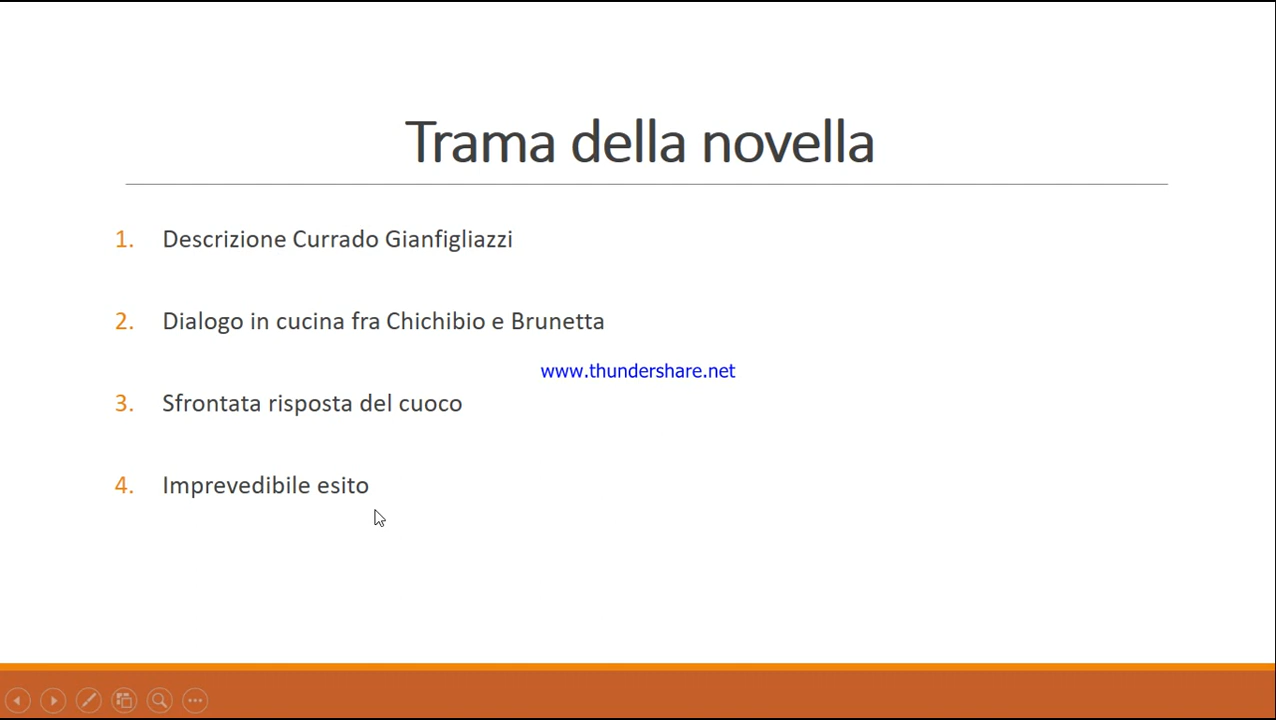 Trama della novella
1. Descrizione Currado Gianfigliazzi
2. Dialogo in cucina fra Chichibio e Brunetta
www.thundershare.net
3. Sfrontata risposta del cuoco
4. Imprevedibile esito